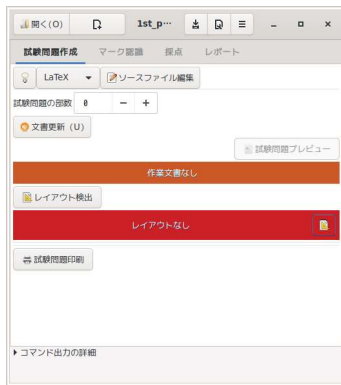 開く(O) 1st_p…
試験問題作成 マーク認識 採点 レポート
LaTeX ソースファイル編集
試験問題の部数 0 − +
文書更新 (U)
試験問題プレビュー
作業文書なし
レイアウト検出
レイアウトなし
試験問題印刷
コマンド出力の詳細